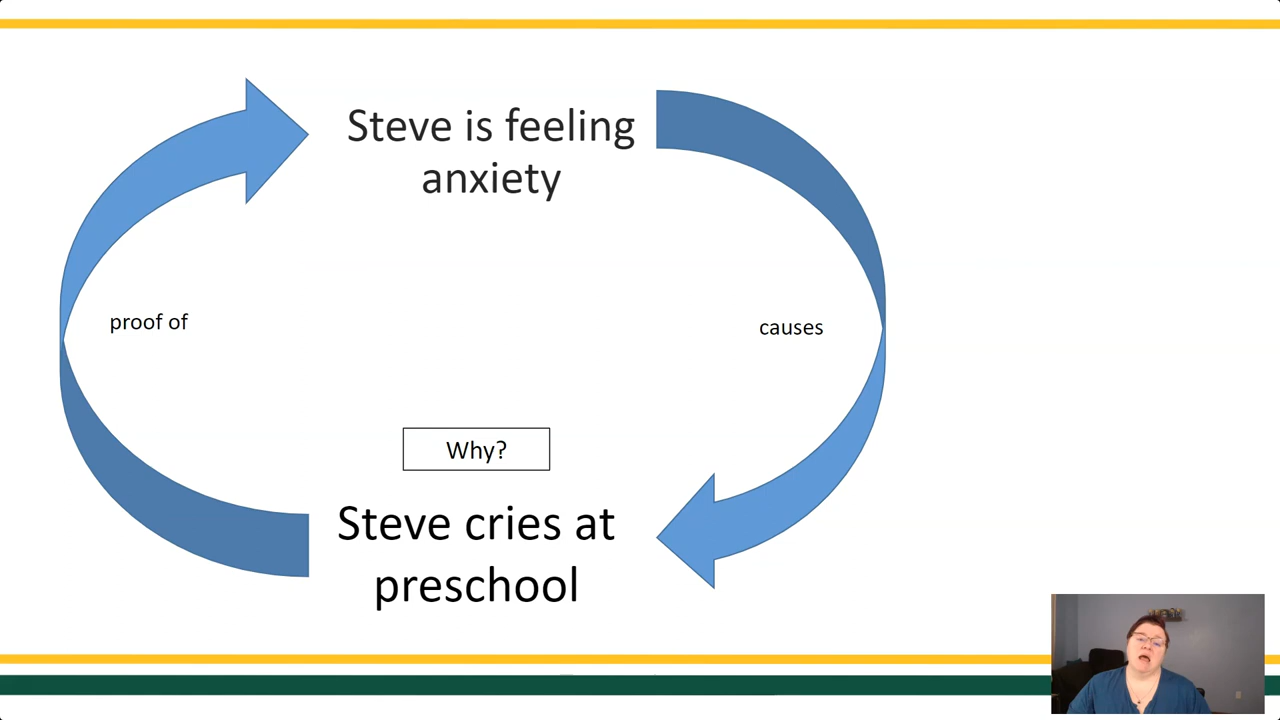 Steve is feeling
anxiety
proof of
causes
Why?
Steve cries at
preschool